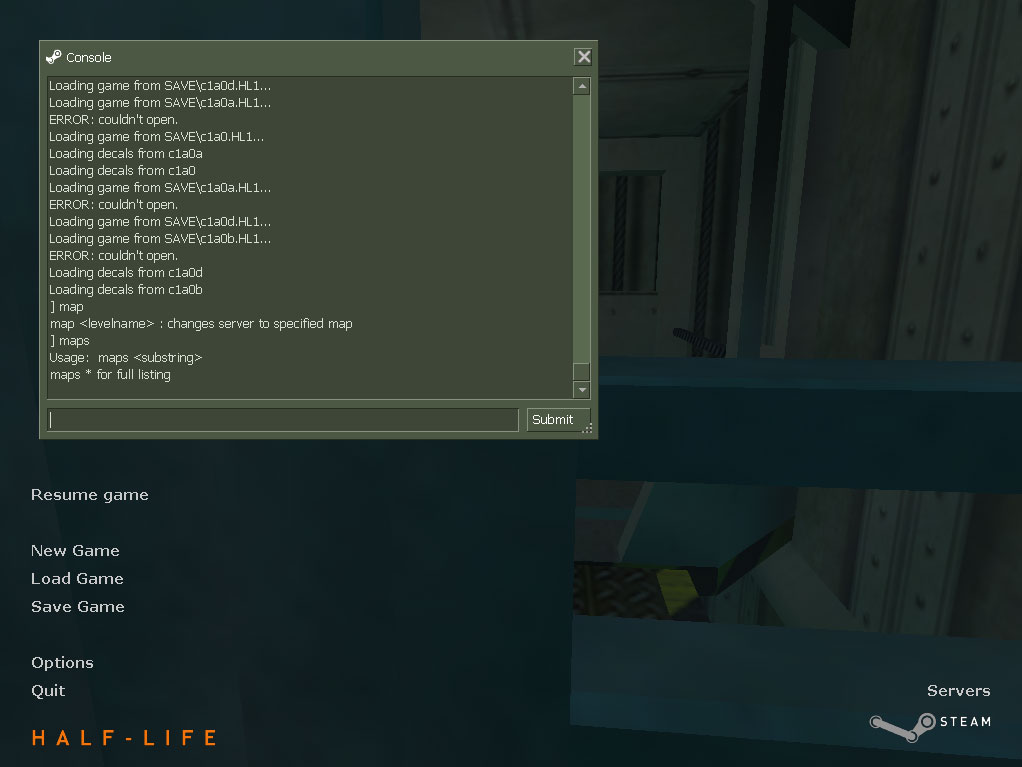 Console
Loading game from SAVE\c1a0d.HL1...
Loading game from SAVE\c1a0a.HL1...
ERROR: couldn't open.
Loading game from SAVE\c1a0.HL1...
Loading decals from c1a0a
Loading decals from c1a0
Loading game from SAVE\c1a0a.HL1...
ERROR: couldn't open.
Loading game from SAVE\c1a0d.HL1...
Loading game from SAVE\c1a0b.HL1...
ERROR: couldn't open.
Loading decals from c1a0d
Loading decals from c1a0b
] map
map <levelname> : changes server to specified map
] maps
Usage:  maps <substring>
maps * for full listing
Submit
Resume game
New Game
Load Game
Save Game
Options
Quit
Servers
STEAM
HALF-LIFE